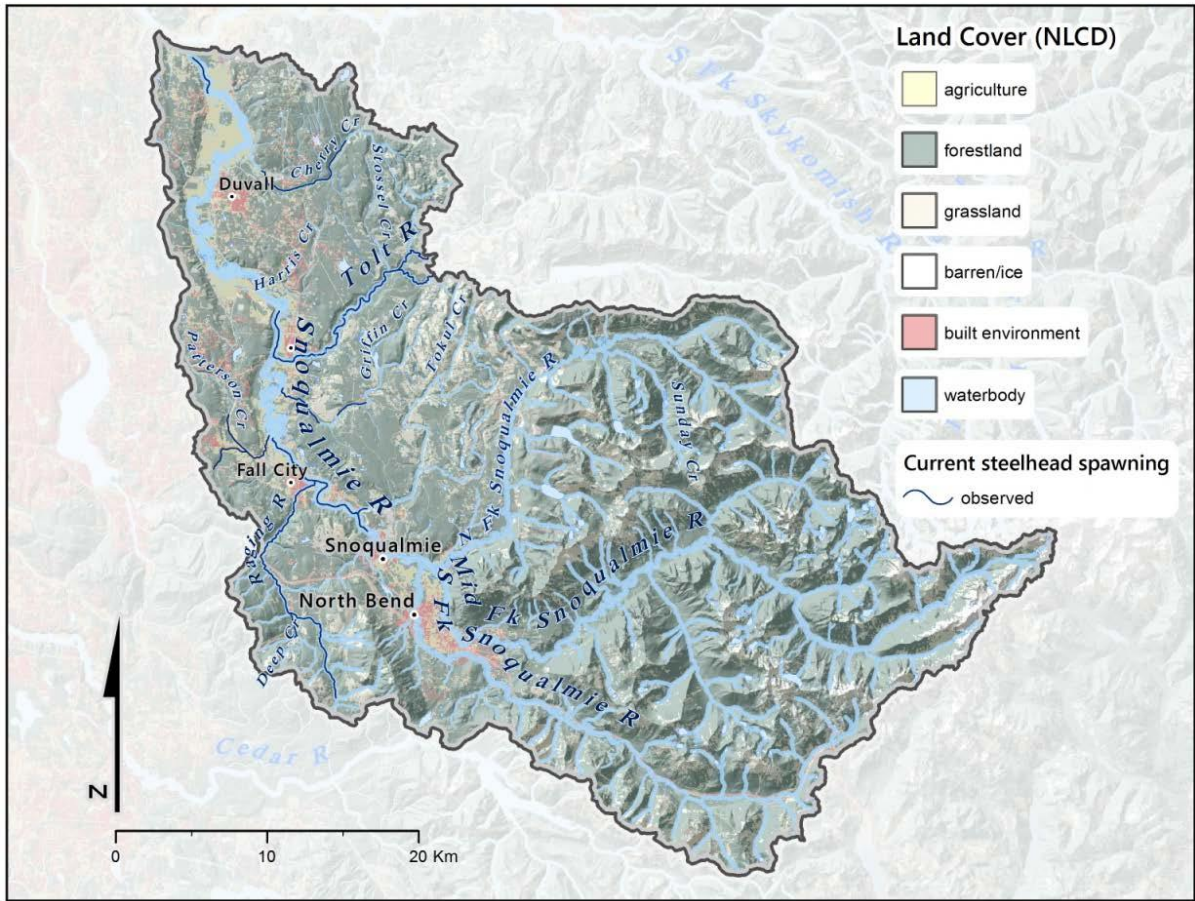 Land Cover (NLCD)
agriculture
forestland
grassland
barren/ice
built environment
waterbody
Current steelhead spawning
observed
S Fk Skykomish R
R
Cherry Cr
Stossel Cr
Duvall
Harris Cr
Tolt R
Griffin Cr
Tokul Cr
Patterson Cr
Snoqualmie R
N Fk Snoqualmie R
Sunday Cr
Fall City
Raging R
Snoqualmie
Mid Fk Snoqualmie R
North Bend
S Fk Snoqualmie R
Deep Cr
Cedar R
N
0 10 20 Km